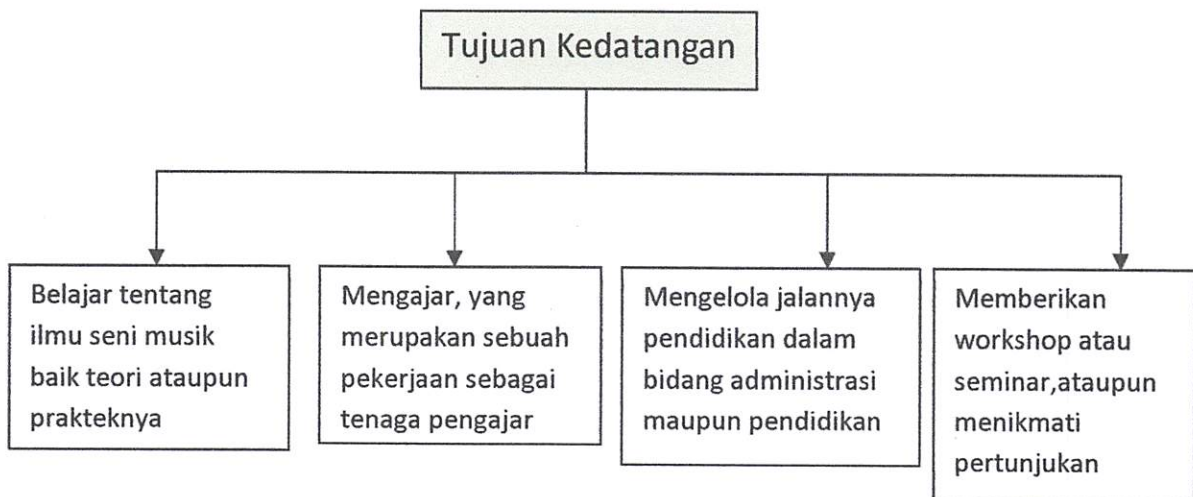 Tujuan Kedatangan
Belajar tentang
ilmu seni musik
baik teori ataupun
prakteknya
Mengajar, yang
merupakan sebuah
pekerjaan sebagai
tenaga pengajar
Mengelola jalannya
pendidikan dalam
bidang administrasi
maupun pendidikan
Memberikan
workshop atau
seminar,ataupun
menikmati
pertunjukan